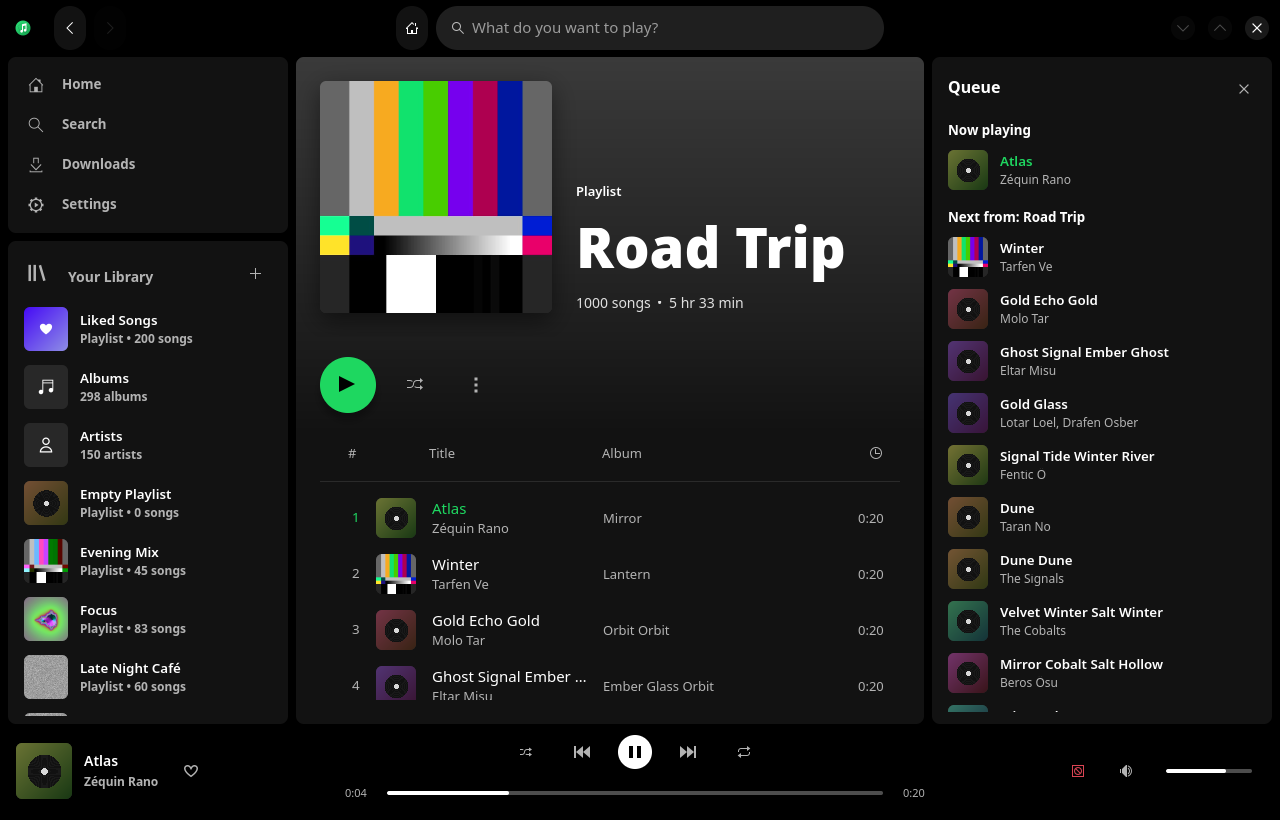 What do you want to play?
Home
Search
Downloads
Settings
Your Library
Liked Songs
Playlist • 200 songs
Albums
298 albums
Artists
150 artists
Empty Playlist
Playlist • 0 songs
Evening Mix
Playlist • 45 songs
Focus
Playlist • 83 songs
Late Night Café
Playlist • 60 songs
Playlist
Road Trip
1000 songs • 5 hr 33 min
# Title Album
1 Atlas Mirror 0:20
Zéquin Rano
2 Winter Lantern 0:20
Tarfen Ve
3 Gold Echo Gold Orbit Orbit 0:20
Molo Tar
4 Ghost Signal Ember ... Ember Glass Orbit 0:20
Eltar Misu
Queue
Now playing
Atlas
Zéquin Rano
Next from: Road Trip
Winter
Tarfen Ve
Gold Echo Gold
Molo Tar
Ghost Signal Ember Ghost
Eltar Misu
Gold Glass
Lotar Loel, Drafen Osber
Signal Tide Winter River
Fentic O
Dune
Taran No
Dune Dune
The Signals
Velvet Winter Salt Winter
The Cobalts
Mirror Cobalt Salt Hollow
Beros Osu
Atlas
Zéquin Rano
0:04
0:20